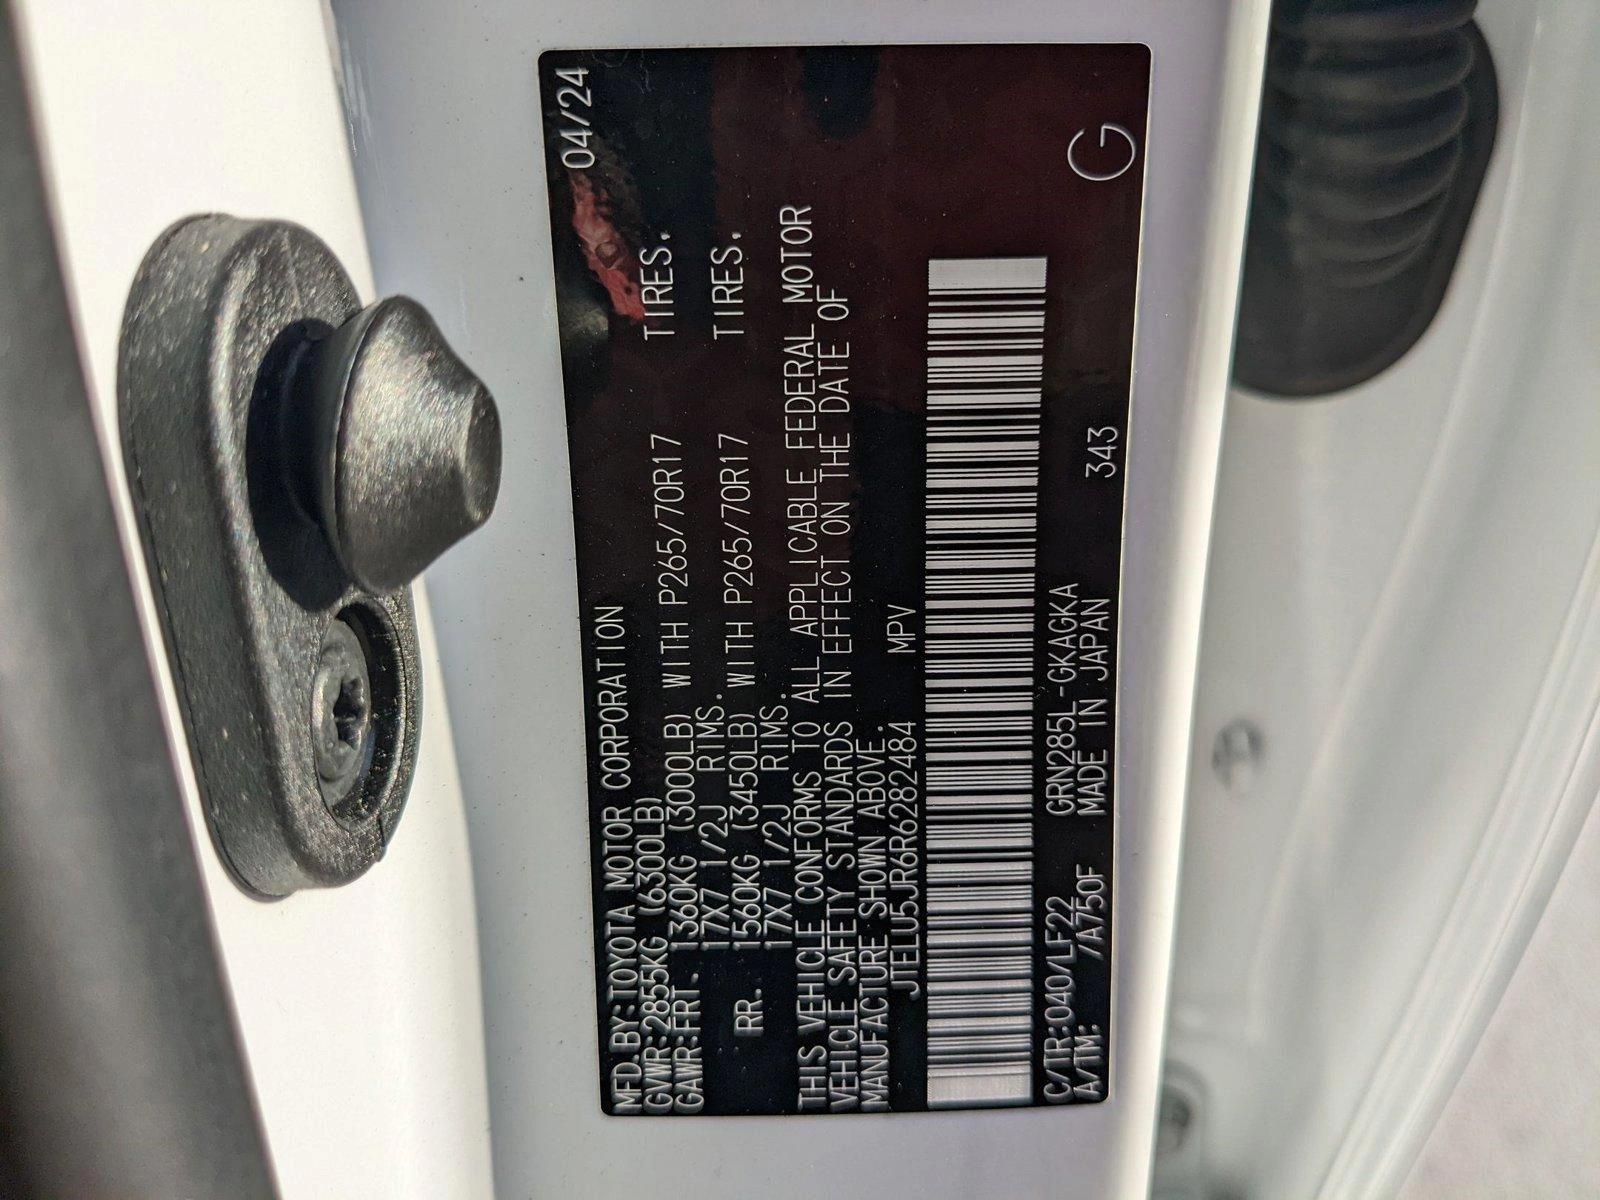 MFD.BY:TOYOTA MOTOR CORPORATION 04/24
GVWR:2855KG (6300LB)
GAWR:FRT. 1360KG (3000LB) WITH P265/70R17 TIRES,
17X7 1/2J RIMS.
RR. 1560KG (3450LB) WITH P265/70R17 TIRES,
17X7 1/2J RIMS.
THIS VEHICLE CONFORMS TO ALL APPLICABLE FEDERAL MOTOR
VEHICLE SAFETY STANDARDS IN EFFECT ON THE DATE OF
MANUFACTURE SHOWN ABOVE.
JTELU5JR6R6282484 MPV
C/TR:040/LF22 GRN285L-GKAGKA
A/TM: /A750F MADE IN JAPAN 343 G